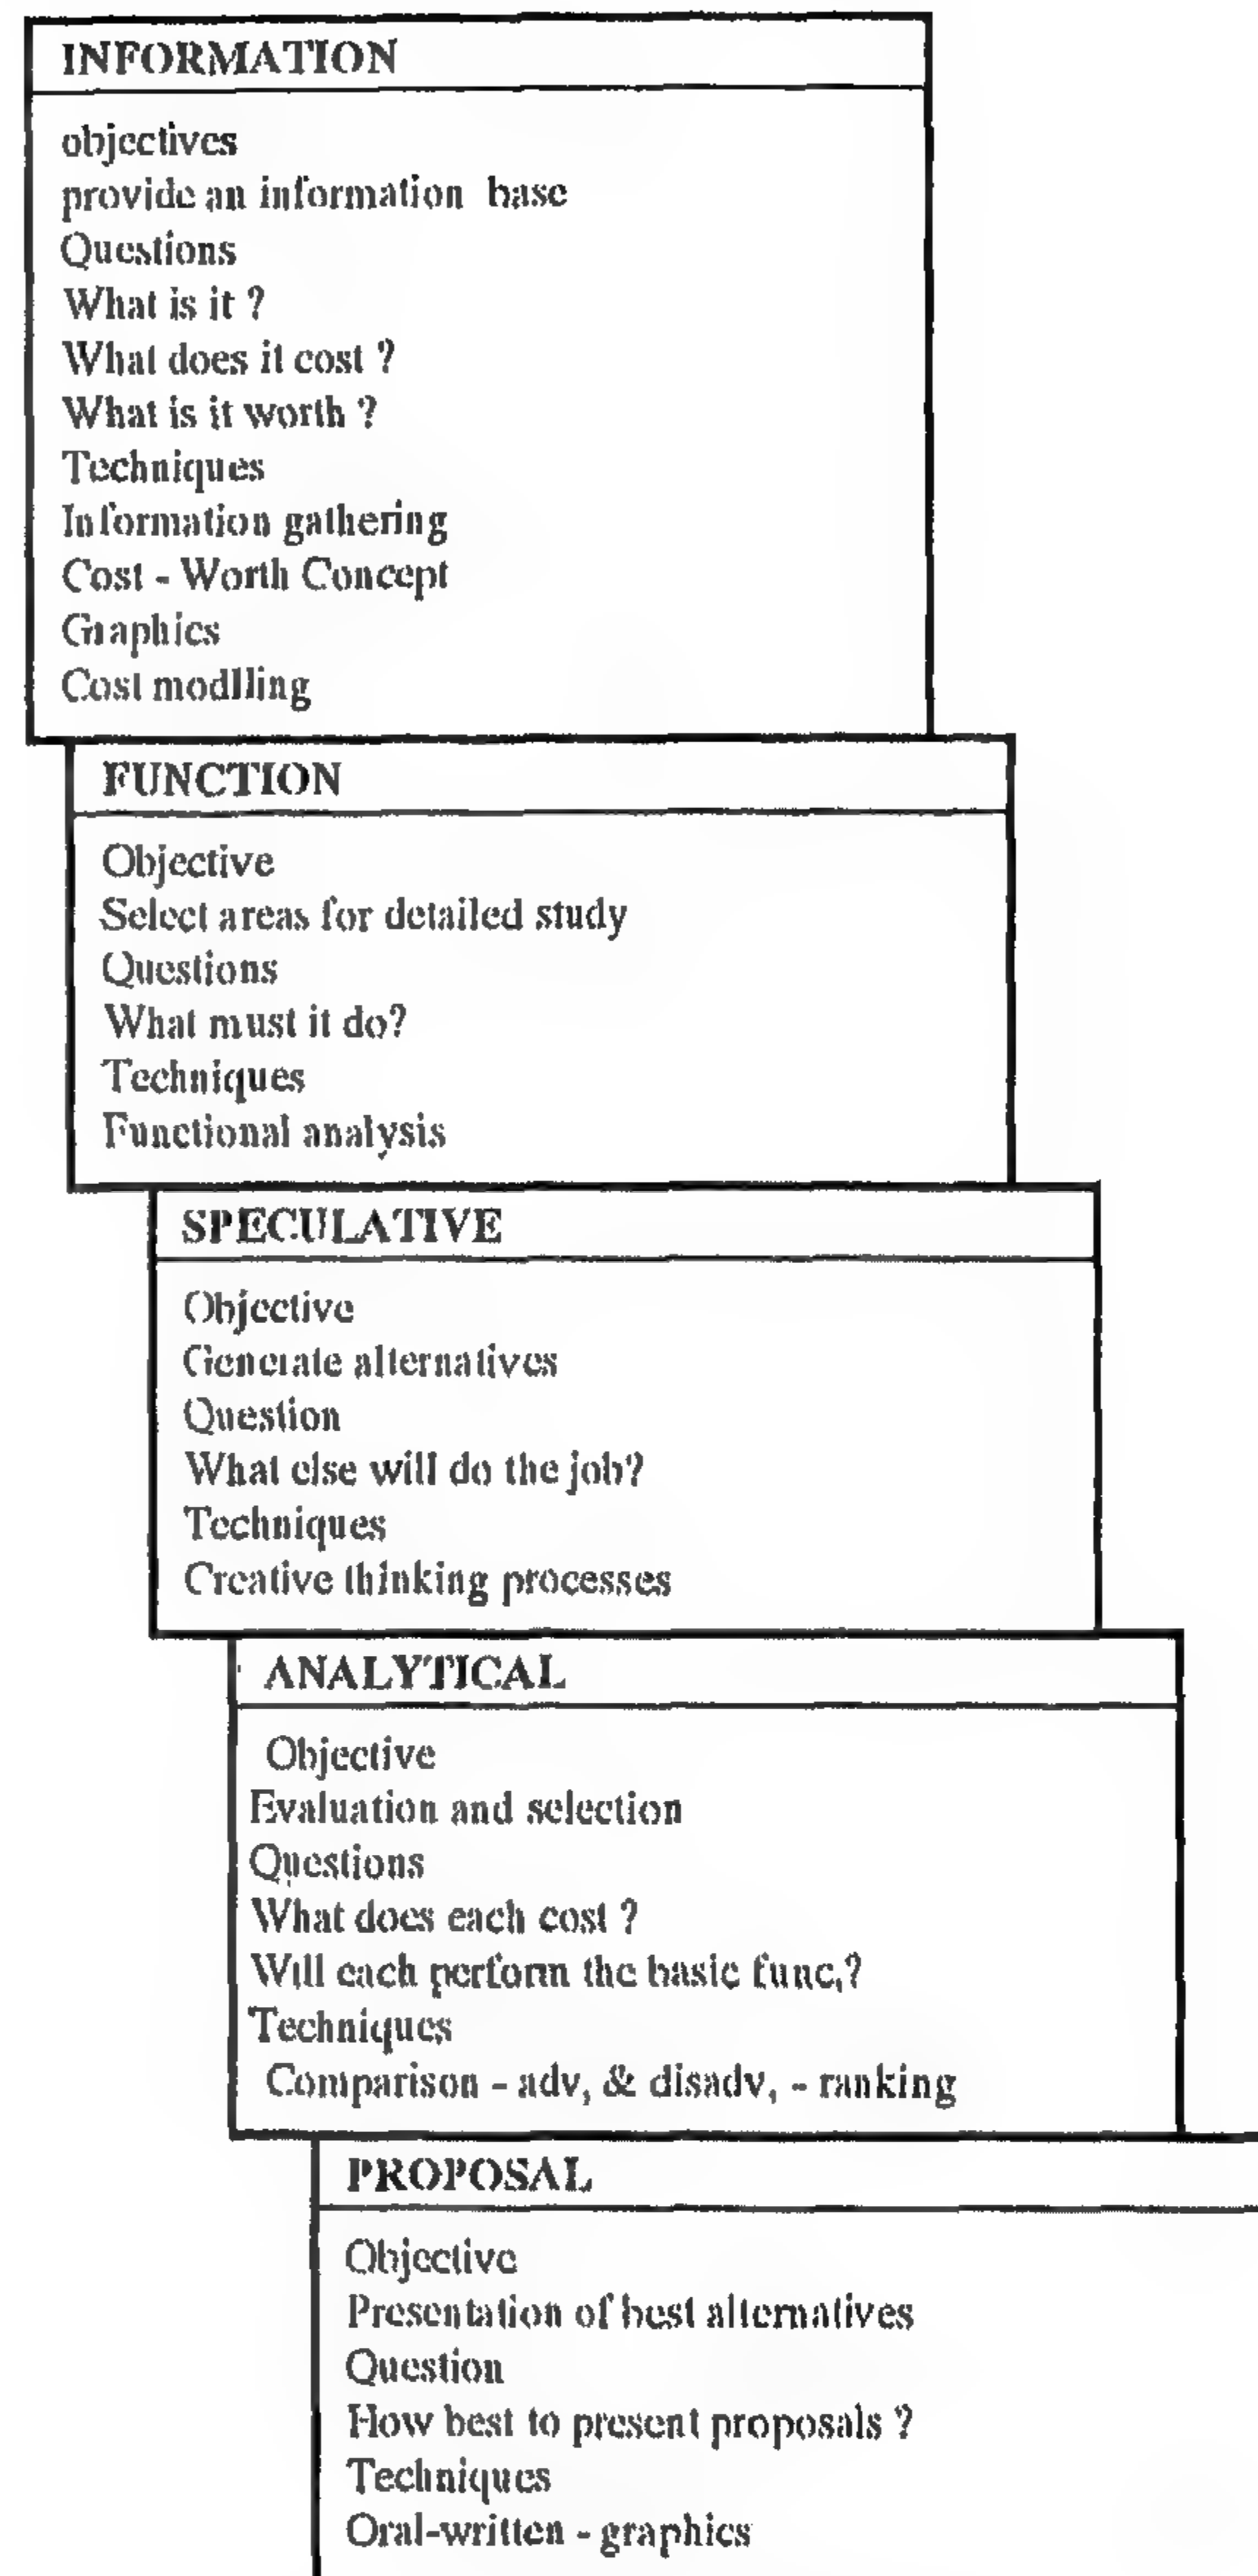 INFORMATION
objectives
provide an information base
Questions
What is it ?
What does it cost ?
What is it worth ?
Techniques
Information gathering
Cost - Worth Concept
Graphics
Cost modlling
FUNCTION
Objective
Select areas for detailed study
Questions
What must it do?
Techniques
Functional analysis
SPECULATIVE
Objective
Generate alternatives
Question
What else will do the job?
Techniques
Creative thinking processes
ANALYTICAL
Objective
Evaluation and selection
Questions
What does each cost ?
Will each perform the basic func,?
Techniques
Comparison - adv, & disadv, - ranking
PROPOSAL
Objective
Presentation of best alternatives
Question
How best to present proposals ?
Techniques
Oral-written - graphics